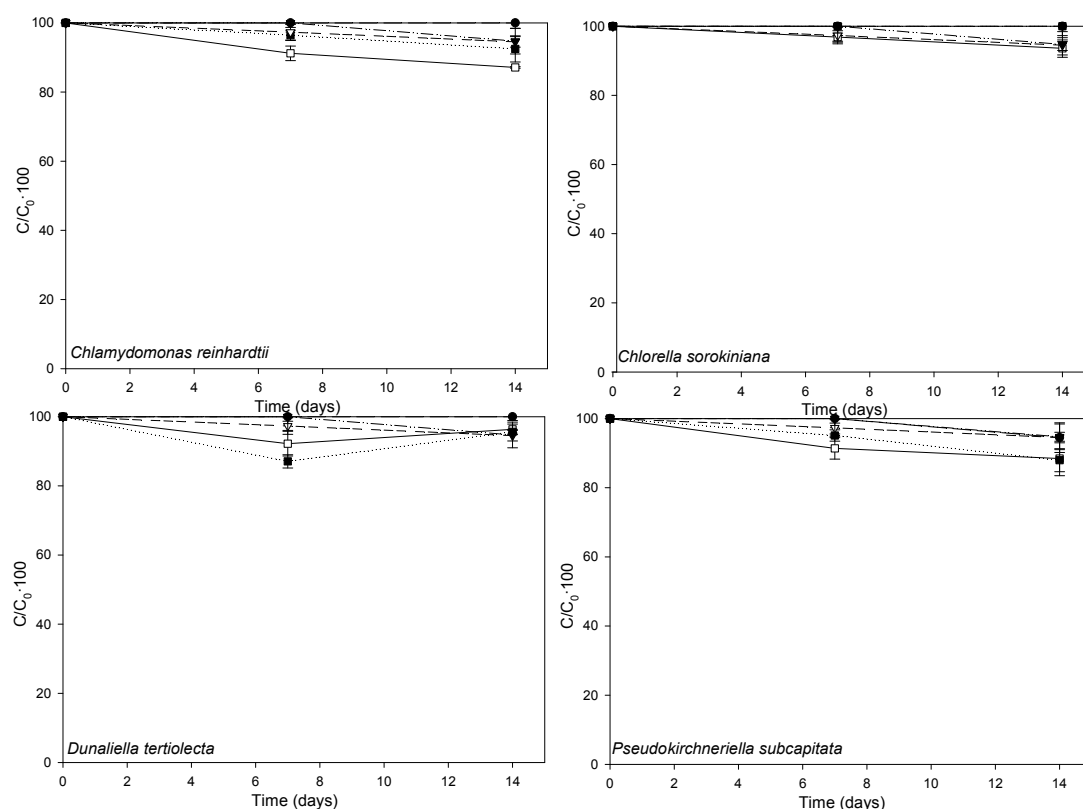 100
80
60
40
20
0
C/C0·100
Chlamydomonas reinhardtii
0 2 4 6 8 10 12 14
Time (days)
100
80
60
40
20
0
C/C0·100
Chlorella sorokiniana
0 2 4 6 8 10 12 14
Time (days)
100
80
60
40
20
0
C/C0·100
Dunaliella tertiolecta
0 2 4 6 8 10 12 14
Time (days)
100
80
60
40
20
0
C/C0·100
Pseudokirchneriella subcapitata
0 2 4 6 8 10 12 14
Time (days)